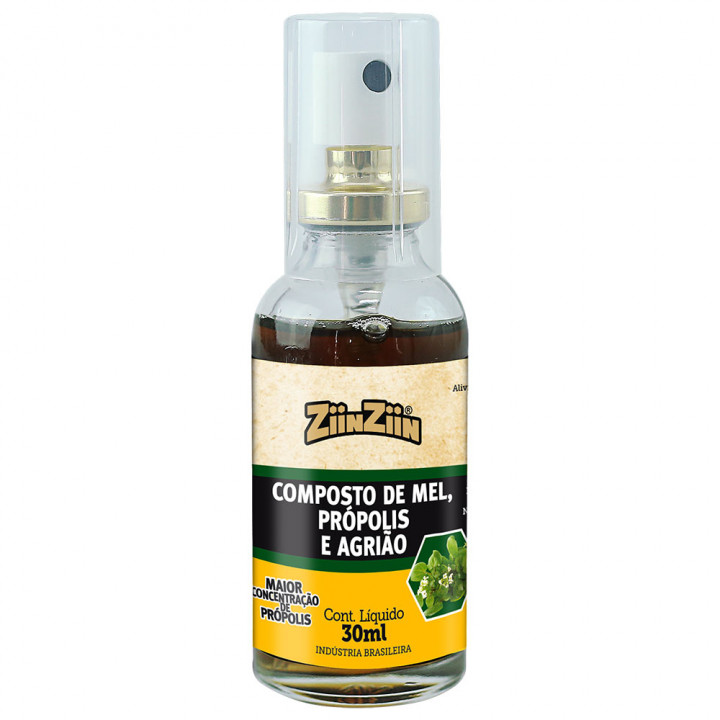 ZiiNZiiN®
COMPOSTO DE MEL,
PRÓPOLIS
E AGRIÃO
MAIOR
CONCENTRAÇÃO
DE
PRÓPOLIS
Cont. Líquido
30ml
INDÚSTRIA BRASILEIRA